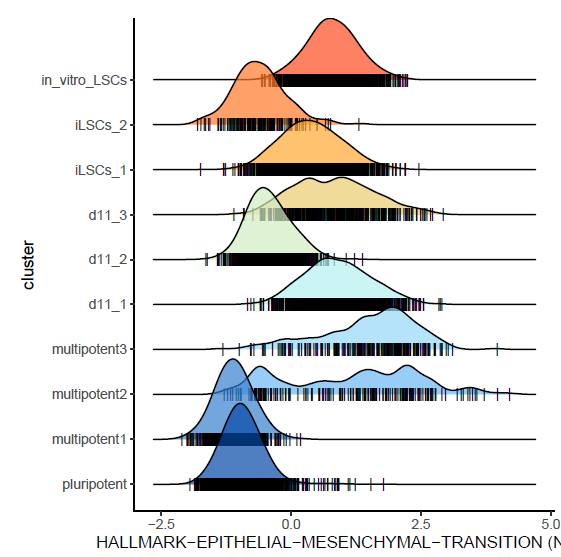 in_vitro_LSCs
iLSCs_2
iLSCs_1
d11_3
d11_2
d11_1
multipotent3
multipotent2
multipotent1
pluripotent
cluster
−2.5 0.0 2.5 5.0
HALLMARK−EPITHELIAL−MESENCHYMAL−TRANSITION (N